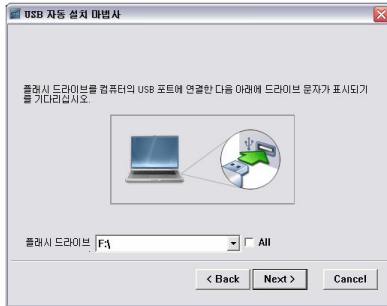 USB 자동 설치 마법사
플래시 드라이브를 컴퓨터의 USB 포트에 연결한 다음 아래에 드라이브 문자가 표시되기
를 기다리십시오.
플래시 드라이브 F:\ All
< Back Next > Cancel